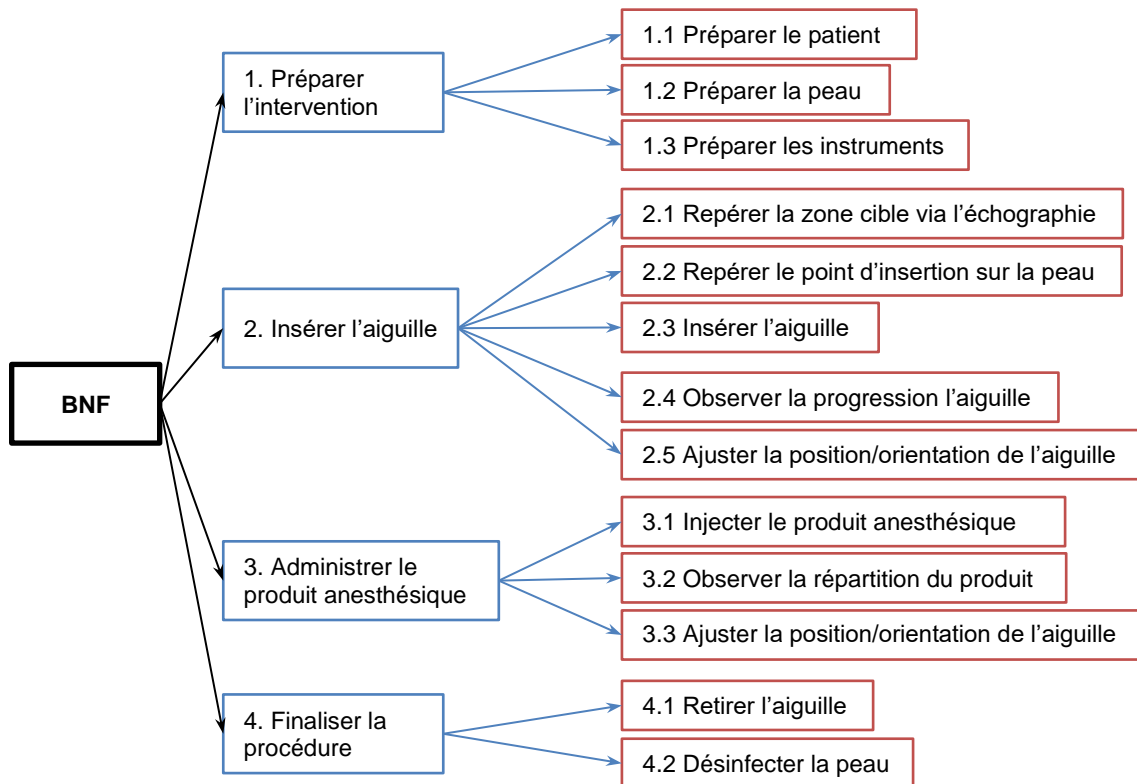 BNF
1. Préparer
l’intervention
1.1 Préparer le patient
1.2 Préparer la peau
1.3 Préparer les instruments
2. Insérer l’aiguille
2.1 Repérer la zone cible via l’échographie
2.2 Repérer le point d’insertion sur la peau
2.3 Insérer l’aiguille
2.4 Observer la progression l’aiguille
2.5 Ajuster la position/orientation de l’aiguille
3. Administrer le
produit anesthésique
3.1 Injecter le produit anesthésique
3.2 Observer la répartition du produit
3.3 Ajuster la position/orientation de l’aiguille
4. Finaliser la
procédure
4.1 Retirer l’aiguille
4.2 Désinfecter la peau